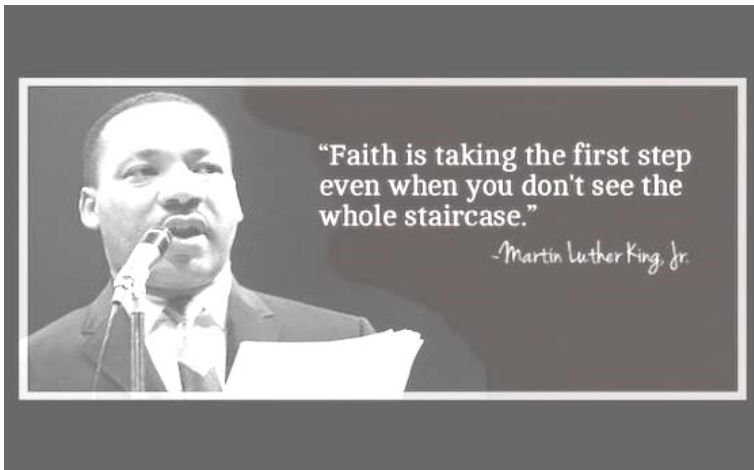 “Faith is taking the first step
even when you don't see the
whole staircase.”
~Martin Luther King, Jr.